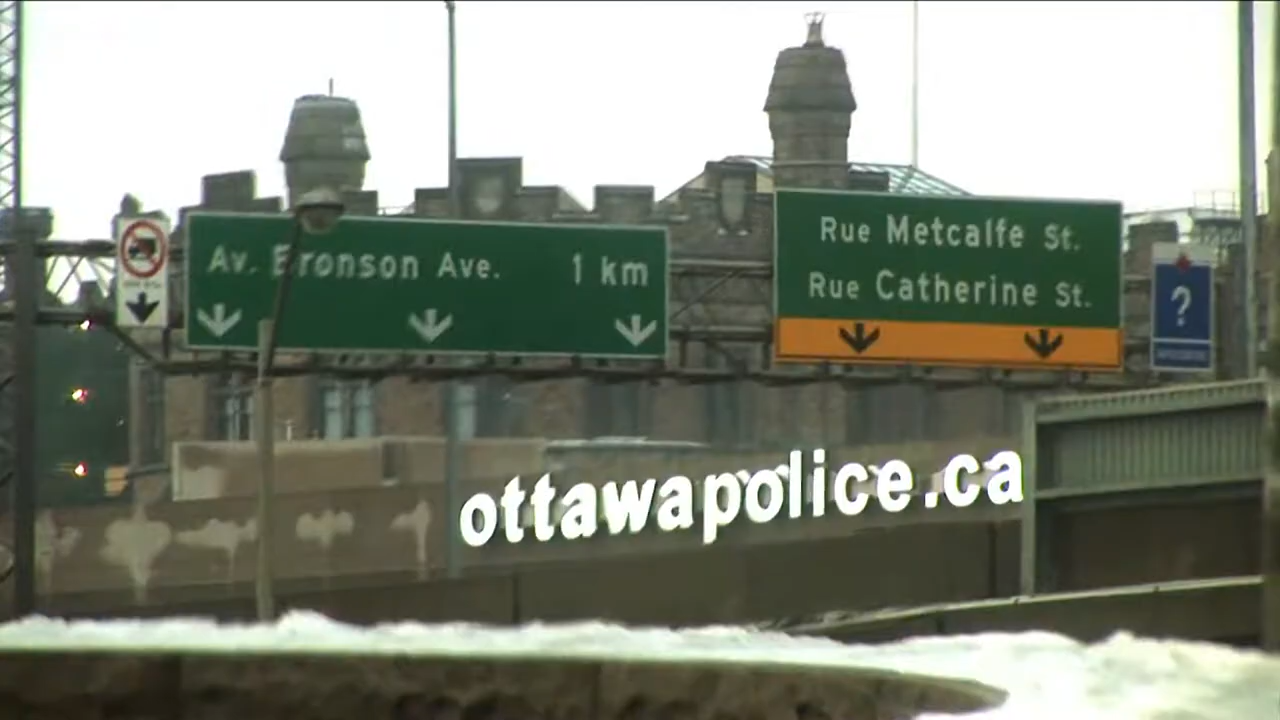 Av. Bronson Ave. 1 km
Rue Metcalfe St.
Rue Catherine St.
?
ottawapolice.ca